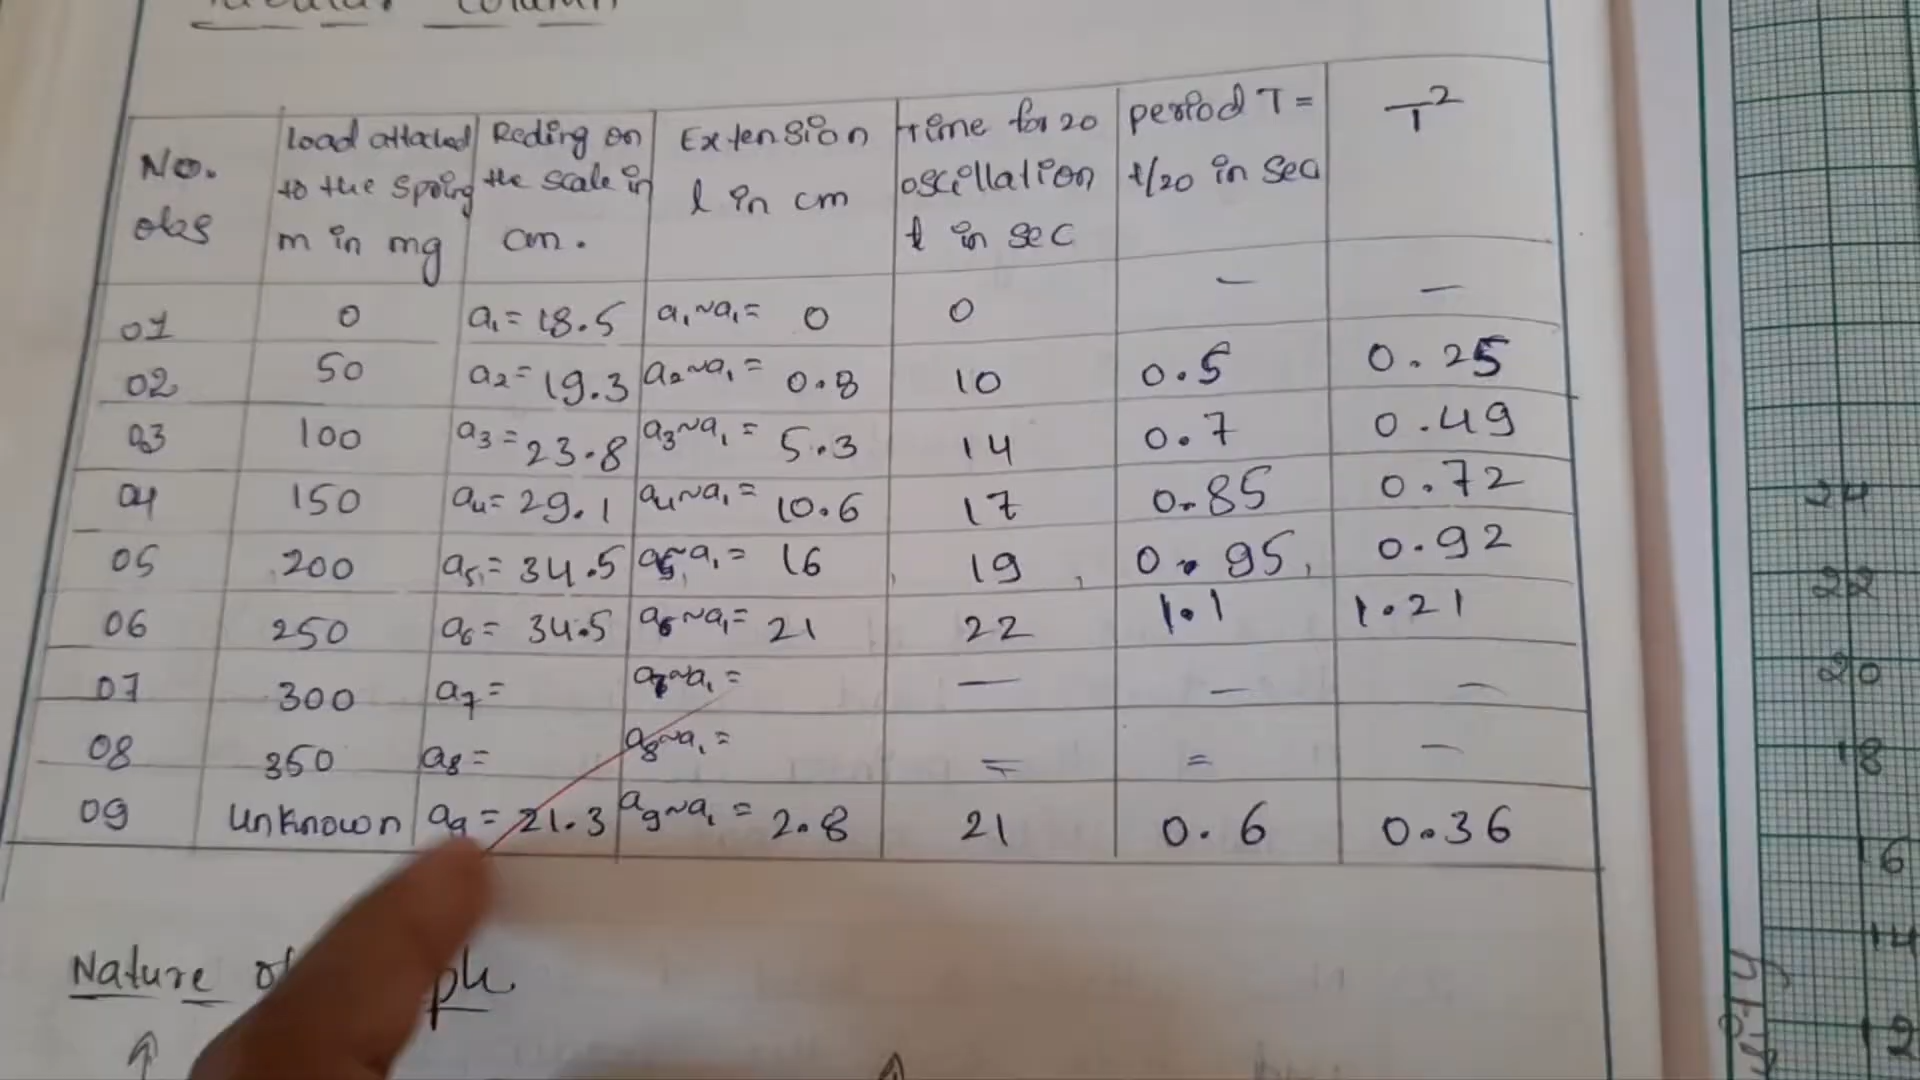 Tabular Column
No. obs | Load attached to the spring m in mg | Reding on the scale in cm. | Extension l in cm | time for 20 oscillation t in sec | period T = t/20 in sec | T²
01 | 0 | a₁ = 18.5 | a₁~a₁ = 0 | 0 | — | —
02 | 50 | a₂ = 19.3 | a₂~a₁ = 0.8 | 10 | 0.5 | 0.25
03 | 100 | a₃ = 23.8 | a₃~a₁ = 5.3 | 14 | 0.7 | 0.49
04 | 150 | a₄ = 29.1 | a₄~a₁ = 10.6 | 17 | 0.85 | 0.72
05 | 200 | a₅ = 34.5 | a₅~a₁ = 16 | 19 | 0.95 | 0.92
06 | 250 | a₆ = 34.5 | a₆~a₁ = 21 | 22 | 1.1 | 1.21
07 | 300 | a₇ = | a₇~a₁ = | — | — | —
08 | 350 | a₈ = | a₈~a₁ = | = | = | —
09 | Unknown | a₉ = 21.3 | a₉~a₁ = 2.8 | 21 | 0.6 | 0.36
Nature
24
22
20
18
16
14
12